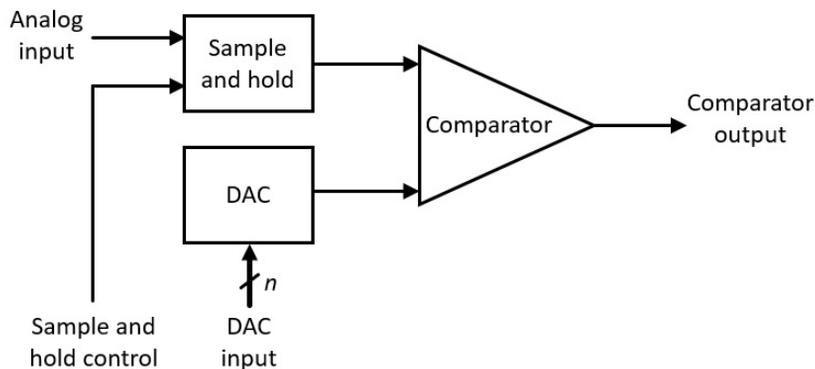 Analog
input
Sample
and hold
Comparator
Comparator
output
DAC
n
Sample and
hold control
DAC
input